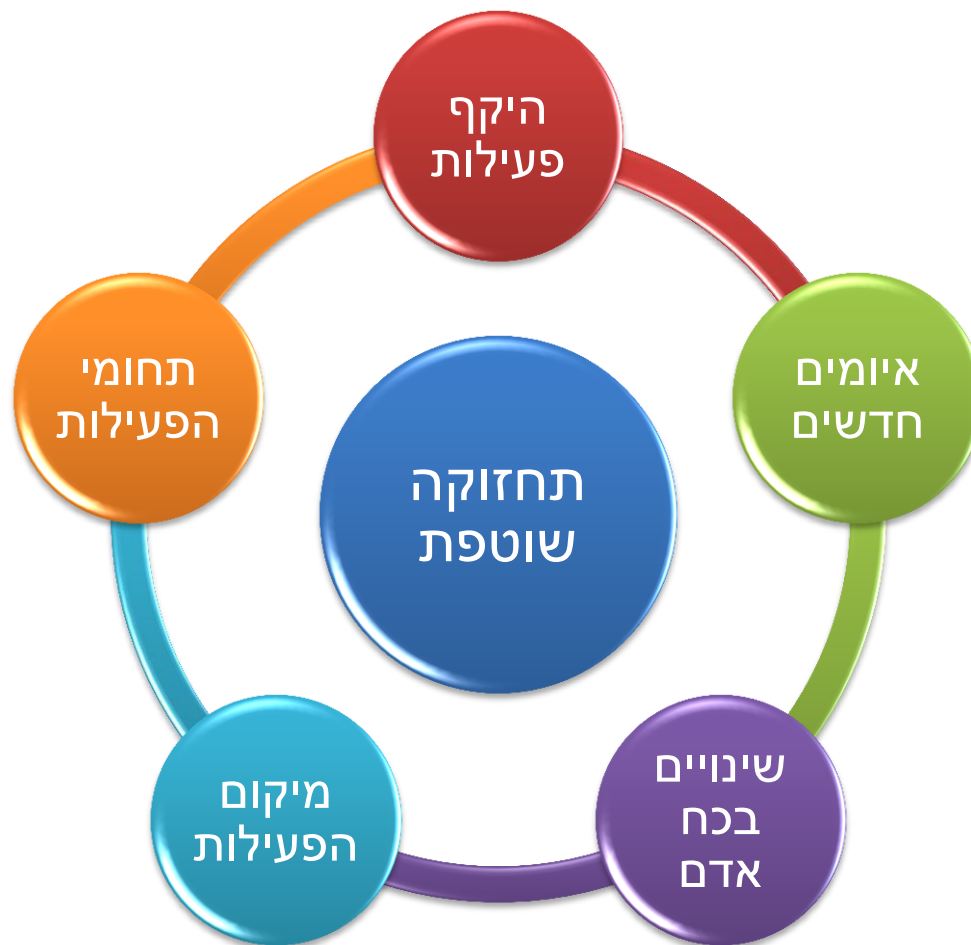 היקף
פעילות
איומים
חדשים
שינויים
בכח
אדם
מיקום
הפעילות
תחומי
הפעילות
תחזוקה
שוטפת